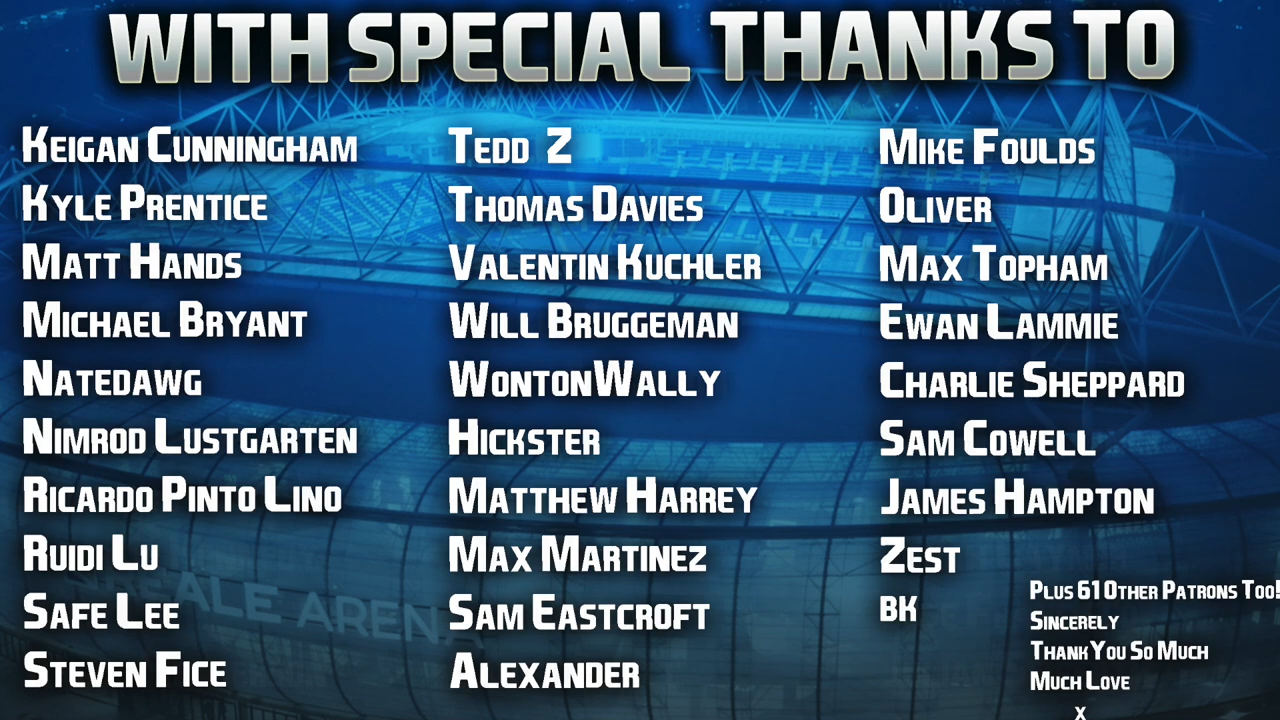 WITH SPECIAL THANKS TO
KEIGAN CUNNINGHAM
KYLE PRENTICE
MATT HANDS
MICHAEL BRYANT
NATEDAWG
NIMROD LUSTGARTEN
RICARDO PINTO LINO
RUIDI LU
SAFE LEE
STEVEN FICE
TEDD Z
THOMAS DAVIES
VALENTIN KUCHLER
WILL BRUGGEMAN
WONTONWALLY
HICKSTER
MATTHEW HARREY
MAX MARTINEZ
SAM EASTCROFT
ALEXANDER
MIKE FOULDS
OLIVER
MAX TOPHAM
EWAN LAMMIE
CHARLIE SHEPPARD
SAM COWELL
JAMES HAMPTON
ZEST
BK
PLUS 61 OTHER PATRONS TOO!
SINCERELY
THANK YOU SO MUCH
MUCH LOVE
X
ALE ARENA